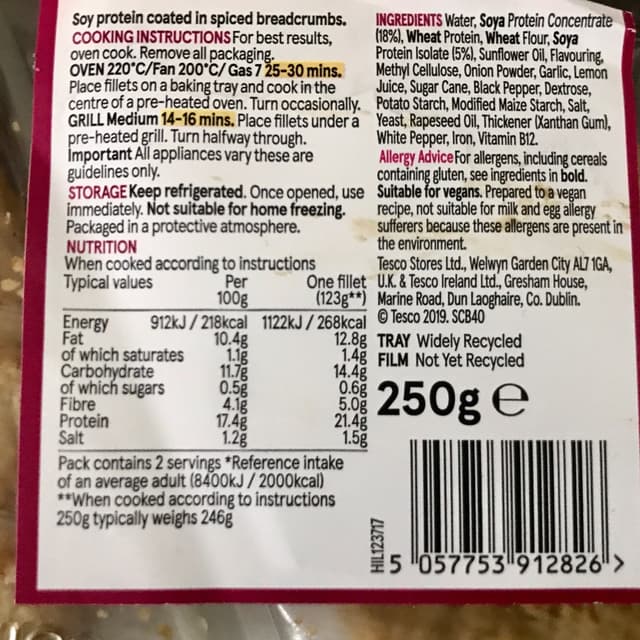 Soy protein coated in spiced breadcrumbs.
COOKING INSTRUCTIONS For best results,
oven cook. Remove all packaging.
OVEN 220°C/Fan 200°C/ Gas 7 25-30 mins.
Place fillets on a baking tray and cook in the
centre of a pre-heated oven. Turn occasionally.
GRILL Medium 14-16 mins. Place fillets under a
pre-heated grill. Turn halfway through.
Important All appliances vary these are
guidelines only.
STORAGE Keep refrigerated. Once opened, use
immediately. Not suitable for home freezing.
Packaged in a protective atmosphere.
NUTRITION
When cooked according to instructions
Typical values Per One fillet
100g (123g**)
Energy 912kJ / 218kcal 1122kJ / 268kcal
Fat 10.4g 12.8g
of which saturates 1.1g 1.4g
Carbohydrate 11.7g 14.4g
of which sugars 0.5g 0.6g
Fibre 4.1g 5.0g
Protein 17.4g 21.4g
Salt 1.2g 1.5g
Pack contains 2 servings *Reference intake
of an average adult (8400kJ / 2000kcal)
**When cooked according to instructions
250g typically weighs 246g
INGREDIENTS Water, Soya Protein Concentrate
(18%), Wheat Protein, Wheat Flour, Soya
Protein Isolate (5%), Sunflower Oil, Flavouring,
Methyl Cellulose, Onion Powder, Garlic, Lemon
Juice, Sugar Cane, Black Pepper, Dextrose,
Potato Starch, Modified Maize Starch, Salt,
Yeast, Rapeseed Oil, Thickener (Xanthan Gum),
White Pepper, Iron, Vitamin B12.
Allergy Advice For allergens, including cereals
containing gluten, see ingredients in bold.
Suitable for vegans. Prepared to a vegan
recipe, not suitable for milk and egg allergy
sufferers because these allergens are present in
the environment.
Tesco Stores Ltd., Welwyn Garden City AL7 1GA,
U.K. & Tesco Ireland Ltd., Gresham House,
Marine Road, Dun Laoghaire, Co. Dublin.
© Tesco 2019. SCB40
TRAY Widely Recycled
FILM Not Yet Recycled
250g e
HIL123717
5 057753 912826 >